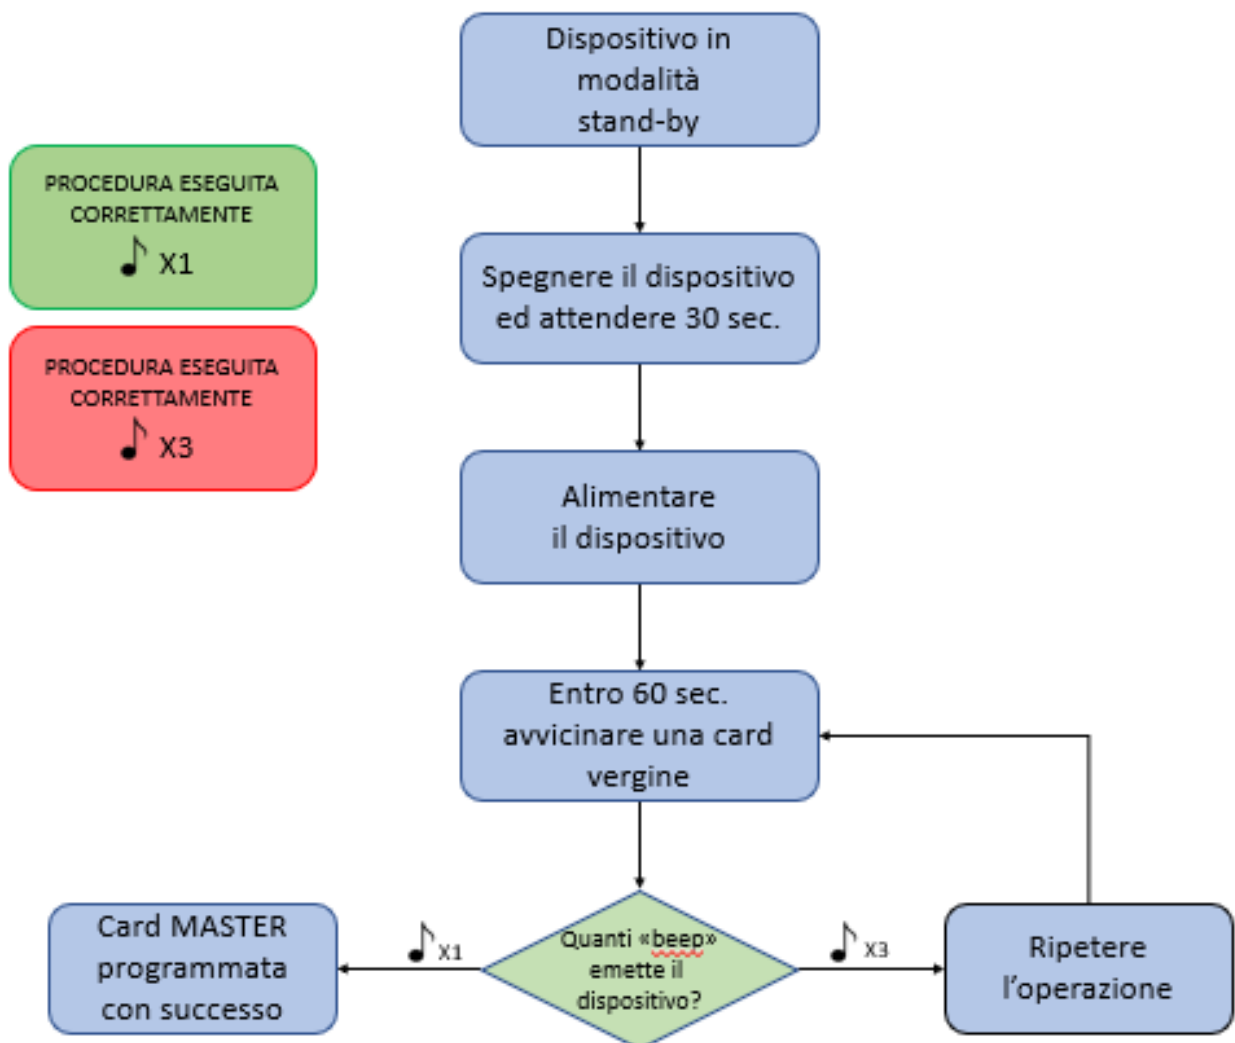 Dispositivo in
modalità
stand-by
PROCEDURA ESEGUITA
CORRETTAMENTE
X1
Spegnere il dispositivo
ed attendere 30 sec.
PROCEDURA ESEGUITA
CORRETTAMENTE
X3
Alimentare
il dispositivo
Entro 60 sec.
avvicinare una card
vergine
Quanti «beep»
emette il
dispositivo?
X1
X3
Card MASTER
programmata
con successo
Ripetere
l'operazione